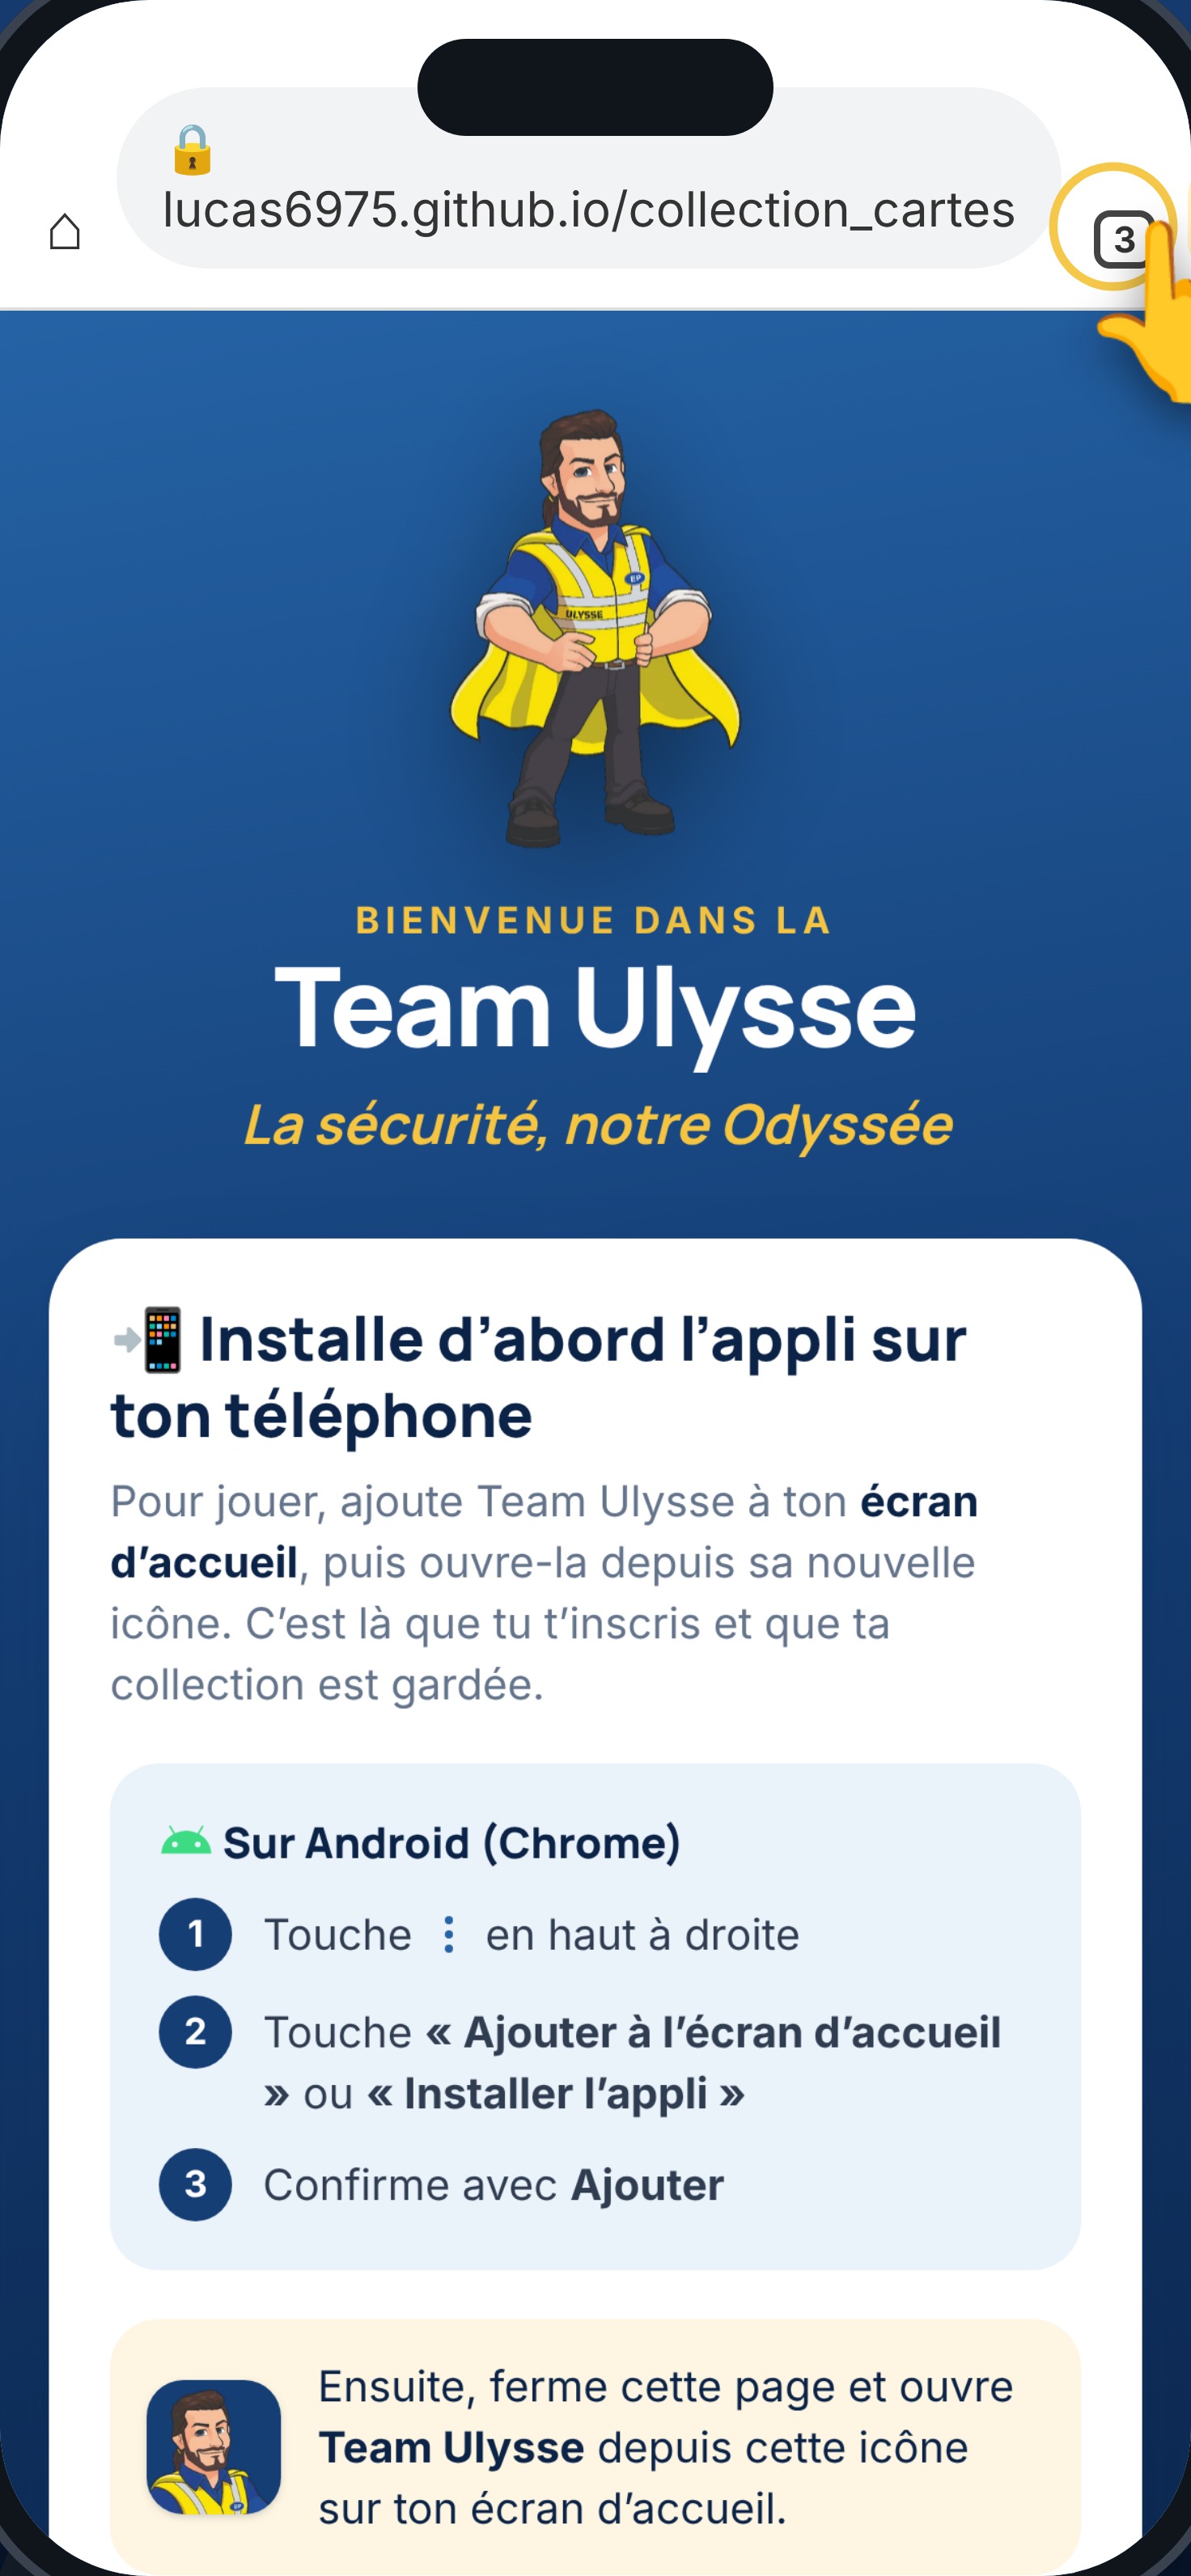 lucas6975.github.io/collection_cartes
3
EP
ULYSSE
BIENVENUE DANS LA
Team Ulysse
La sécurité, notre Odyssée
Installe d’abord l’appli sur
ton téléphone
Pour jouer, ajoute Team Ulysse à ton écran
d’accueil, puis ouvre-la depuis sa nouvelle
icône. C’est là que tu t’inscris et que ta
collection est gardée.
Sur Android (Chrome)
1 Touche ⋮ en haut à droite
2 Touche « Ajouter à l’écran d’accueil
» ou « Installer l’appli »
3 Confirme avec Ajouter
Ensuite, ferme cette page et ouvre
Team Ulysse depuis cette icône
sur ton écran d’accueil.